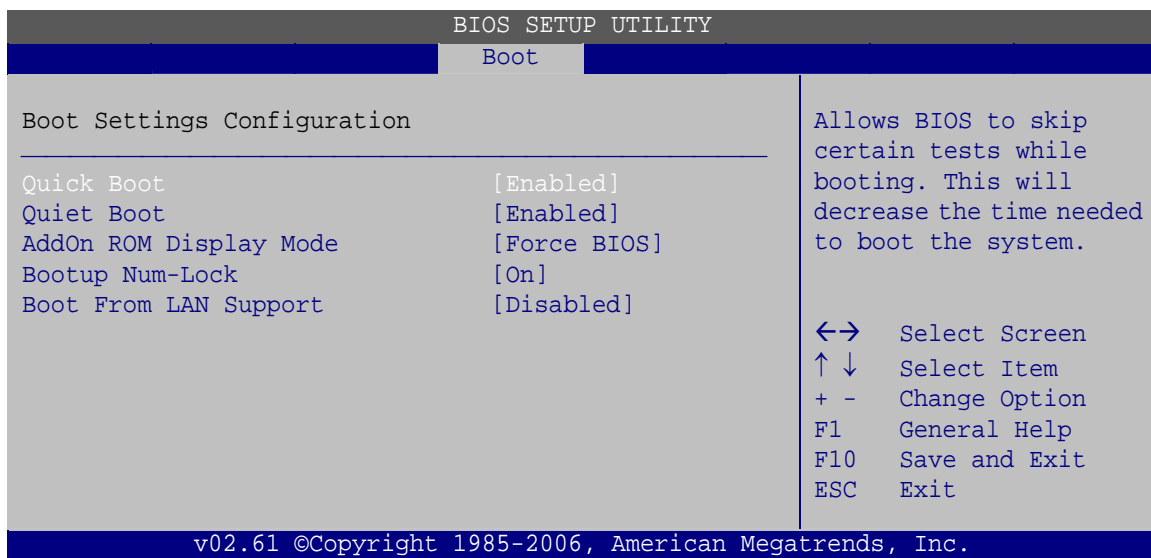 BIOS SETUP UTILITY
Boot
Boot Settings Configuration
Quick Boot [Enabled]
Quiet Boot [Enabled]
AddOn ROM Display Mode [Force BIOS]
Bootup Num-Lock [On]
Boot From LAN Support [Disabled]
Allows BIOS to skip
certain tests while
booting. This will
decrease the time needed
to boot the system.
←→ Select Screen
↑ ↓ Select Item
+ - Change Option
F1 General Help
F10 Save and Exit
ESC Exit
v02.61 ©Copyright 1985-2006, American Megatrends, Inc.